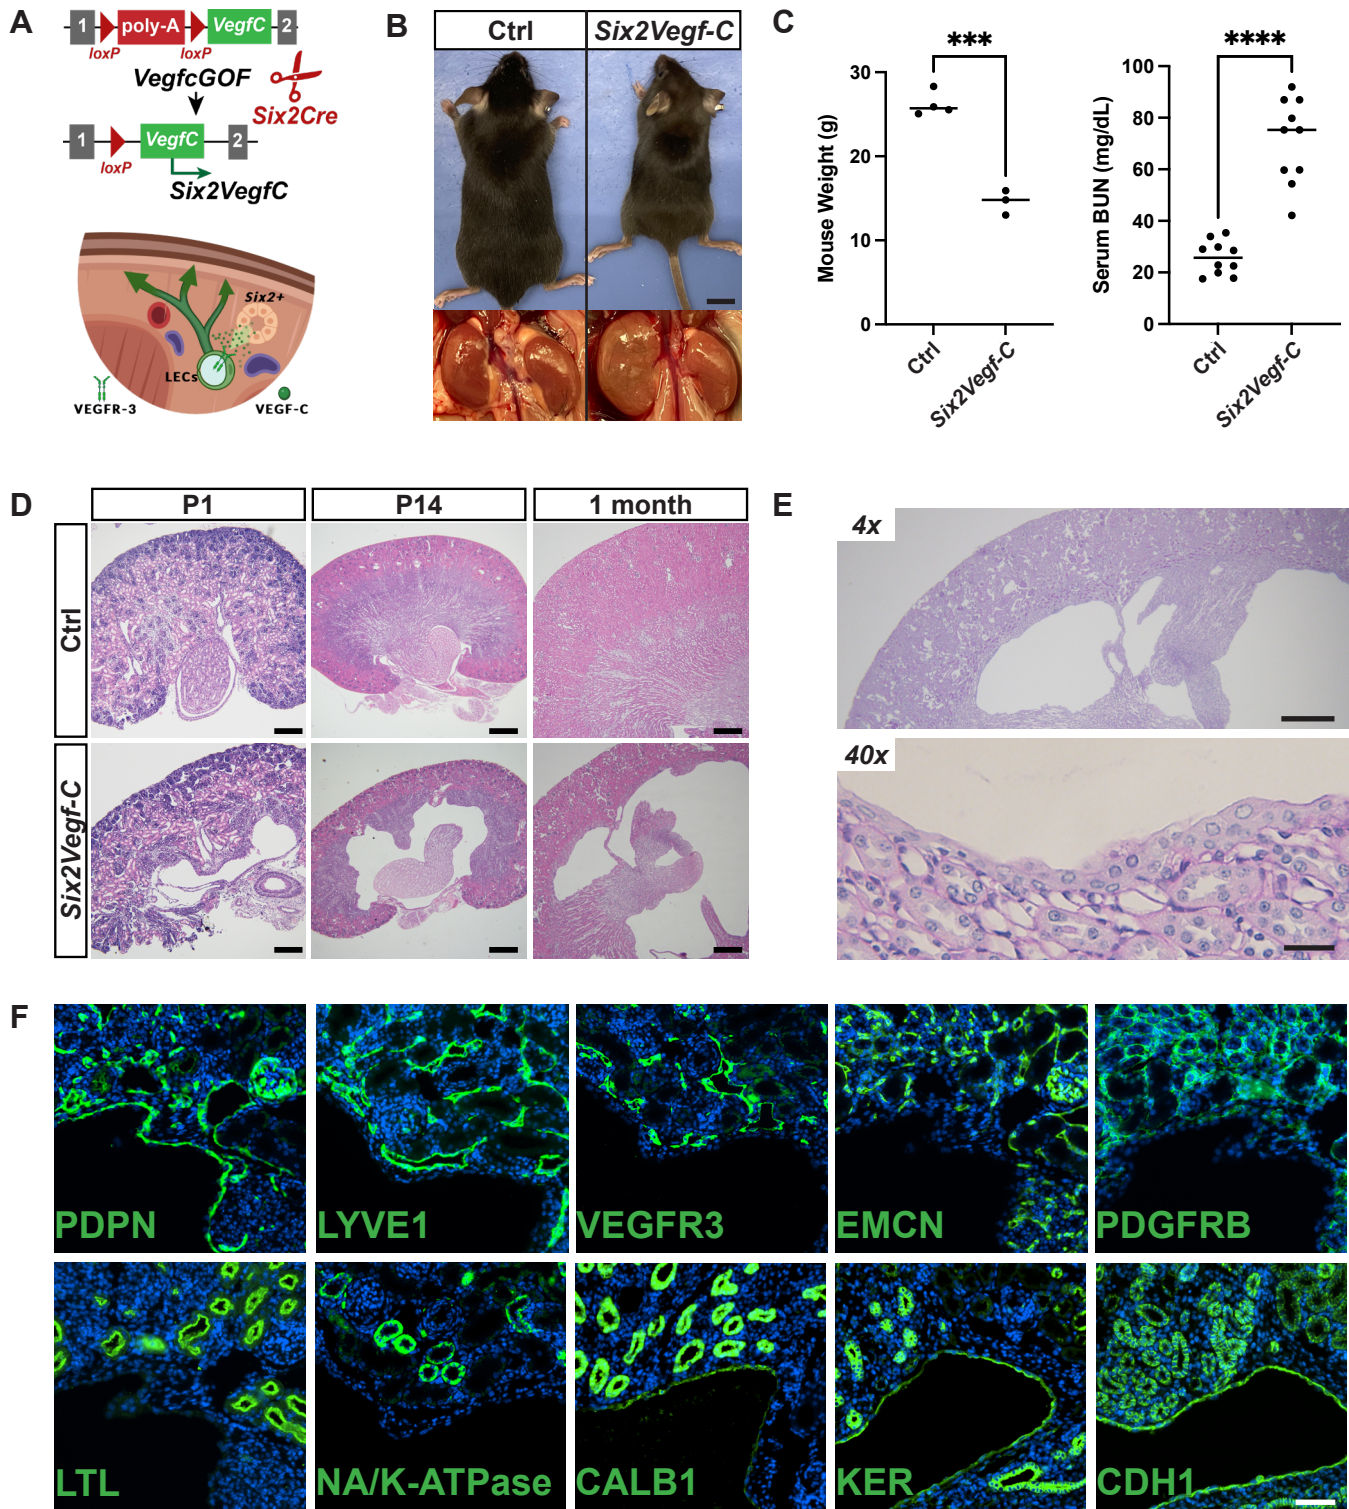 A
1 poly-A VegfC 2
loxP loxP
VegfcGOF
Six2Cre
1 VegfC 2
loxP
Six2VegfC
Six2+
LECs
VEGFR-3 VEGF-C
B
Ctrl Six2Vegf-C
C
***
Mouse Weight (g)
30
20
10
0
Ctrl
Six2Vegf-C
****
Serum BUN (mg/dL)
100
80
60
40
20
0
Ctrl
Six2Vegf-C
D
P1 P14 1 month
Ctrl
Six2Vegf-C
E
4x
40x
F
PDPN LYVE1 VEGFR3 EMCN PDGFRB
LTL NA/K-ATPase CALB1 KER CDH1